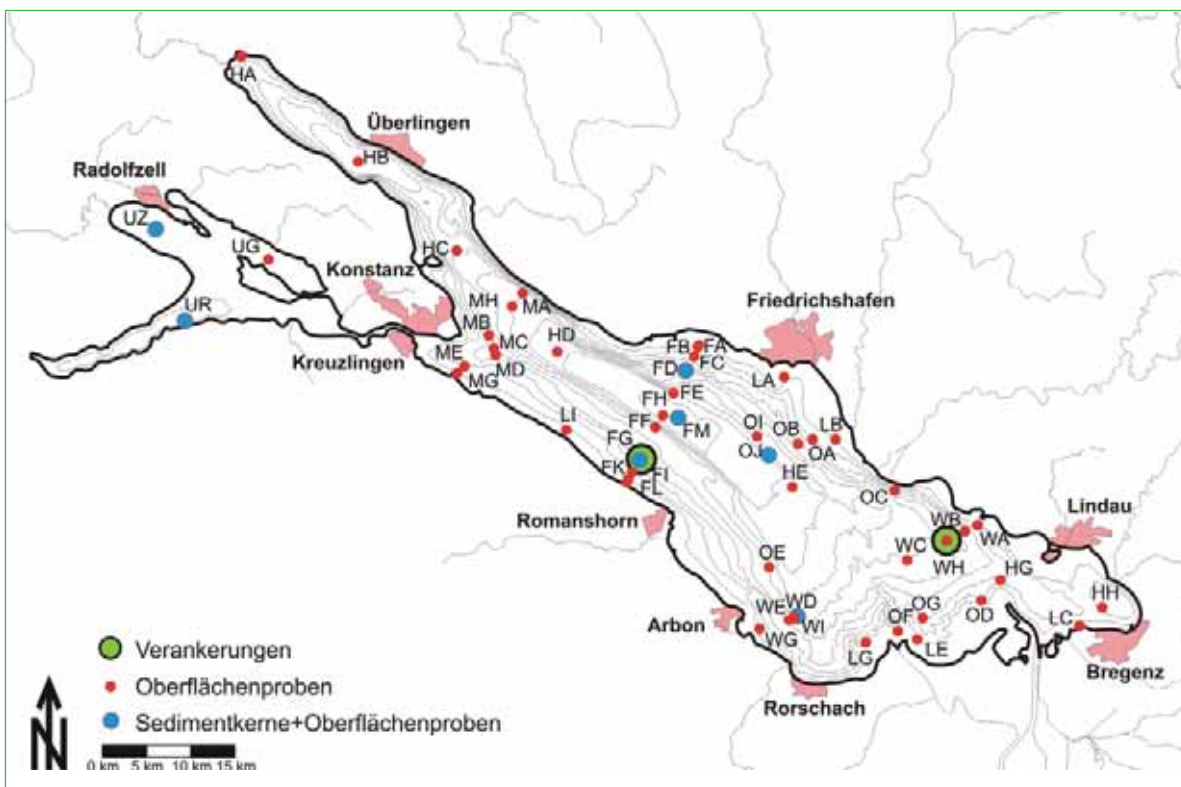 HA
Überlingen
HB
Radolfzell
UZ
HC
UG
Konstanz
MH
MA
Friedrichshafen
UR
MB
MC
HD
FB
FA
Kreuzlingen
ME
MD
FC
MG
FD
LA
FE
FH
LI
FF
FM
OI
OB
LB
FG
OA
OJ
FK
FI
HE
FL
OC
Romanshorn
Lindau
WB
WA
WC
WH
OE
HG
WE
WD
OG
HH
OF
OD
Arbon
WI
LC
WG
LG
LE
Bregenz
Rorschach
Verankerungen
Oberflächenproben
Sedimentkerne+Oberflächenproben
N
0 km 5 km 10 km 15 km